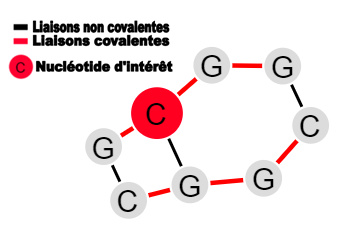 Liaisons non covalentes
Liaisons covalentes
C Nucléotide d'intérêt
G G
C C
G
G G
C